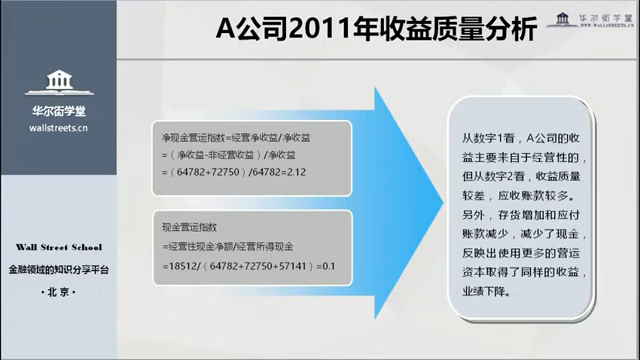 A公司2011年收益质量分析
华尔街学堂
WWW.WALLSTREETS.CN
华尔街学堂
wallstreets.cn
净现金营运指数=经营净收益/净收益
=（净收益-非经营收益）/净收益
=（64782+72750）/64782=2.12
现金营运指数
=经营性现金净额/经营所得现金
=18512/（64782+72750+57141）=0.1
从数字1看，A公司的收
益主要来自于经营性的，
但从数字2看，收益质量
较差，应收账款较多。
另外，存货增加和应付
账款减少，减少了现金，
反映出使用更多的营运
资本取得了同样的收益，
业绩下降。
Wall Street School
金融领域的知识分享平台
·北京·